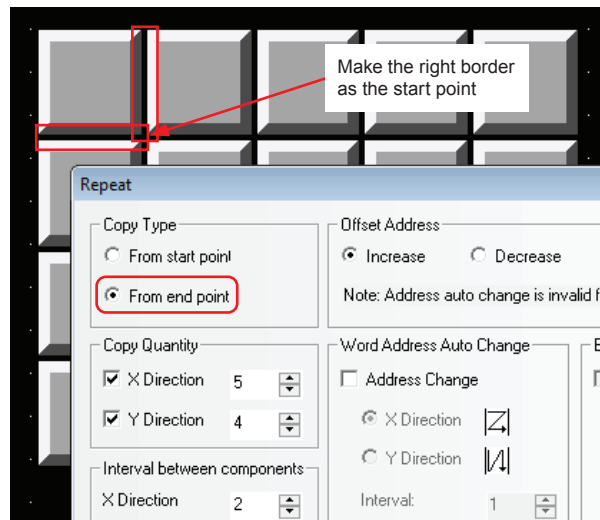 Make the right border
as the start point
Repeat
Copy Type
From start point
From end point
Offset Address
Increase Decrease
Note: Address auto change is invalid f
Copy Quantity
X Direction 5
Y Direction 4
Word Address Auto Change
Address Change
X Direction
Y Direction
Interval: 1
Interval between components
X Direction 2